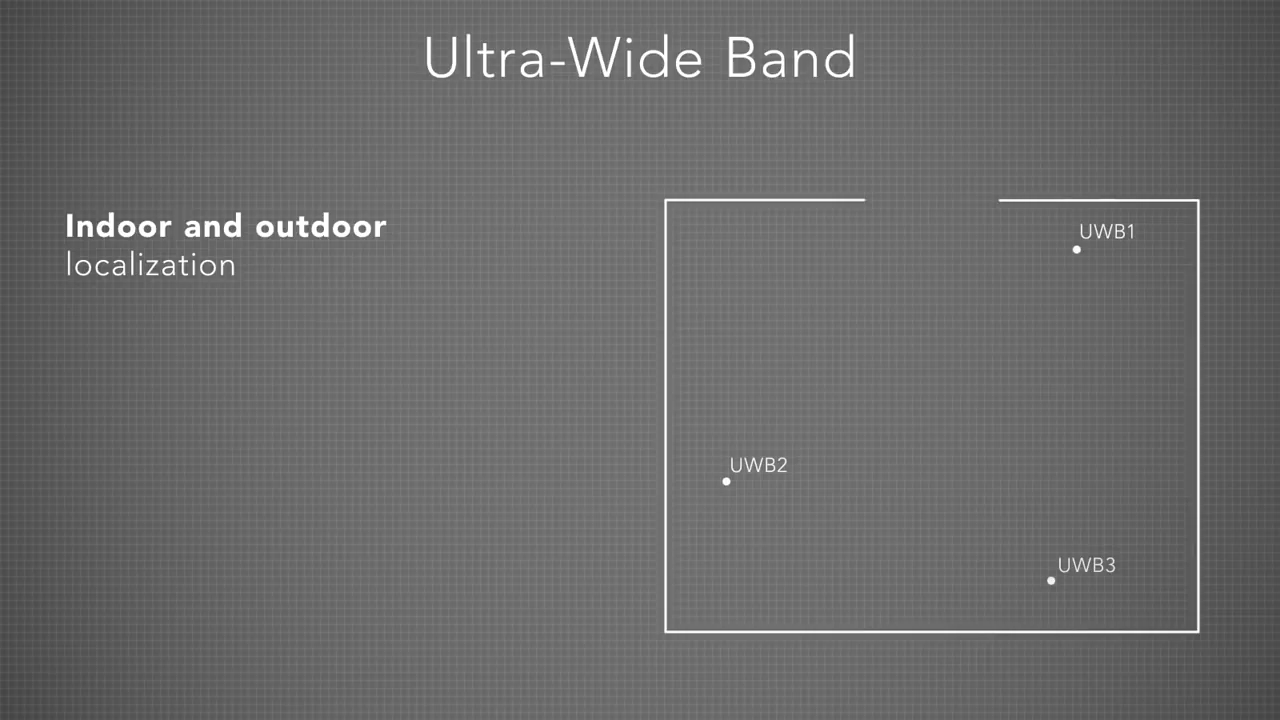 Ultra-Wide Band
Indoor and outdoor
localization
UWB1
UWB2
UWB3